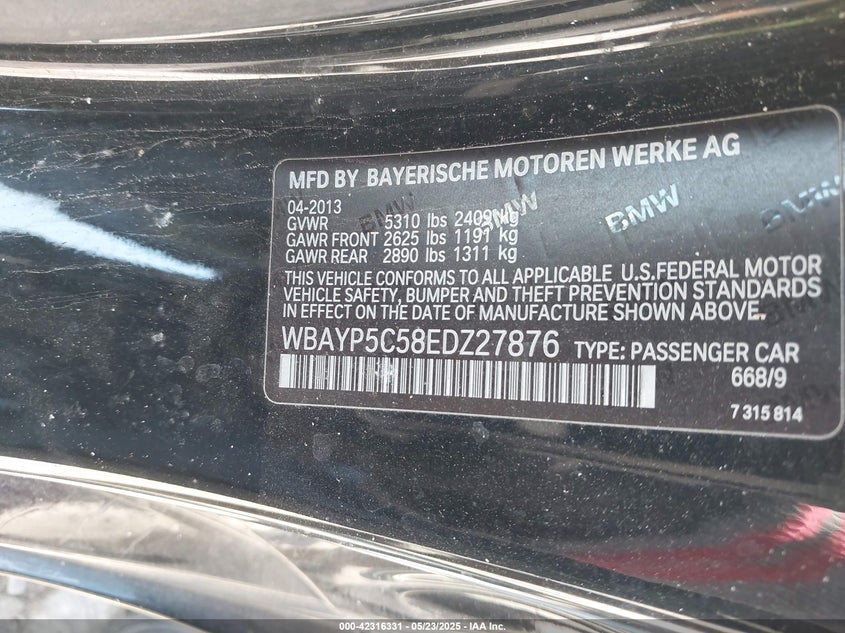 MFD BY BAYERISCHE MOTOREN WERKE AG
04-2013
GVWR 5310 lbs 2409 kg
GAWR FRONT 2625 lbs 1191 kg
GAWR REAR 2890 lbs 1311 kg
BMW BMW BMW
THIS VEHICLE CONFORMS TO ALL APPLICABLE U.S.FEDERAL MOTOR
VEHICLE SAFETY, BUMPER AND THEFT PREVENTION STANDARDS
IN EFFECT ON THE DATE OF MANUFACTURE SHOWN ABOVE.
WBAYP5C58EDZ27876 TYPE: PASSENGER CAR
668/9
7 315 814
000-42316331 — 05/23/2025 — IAA Inc.